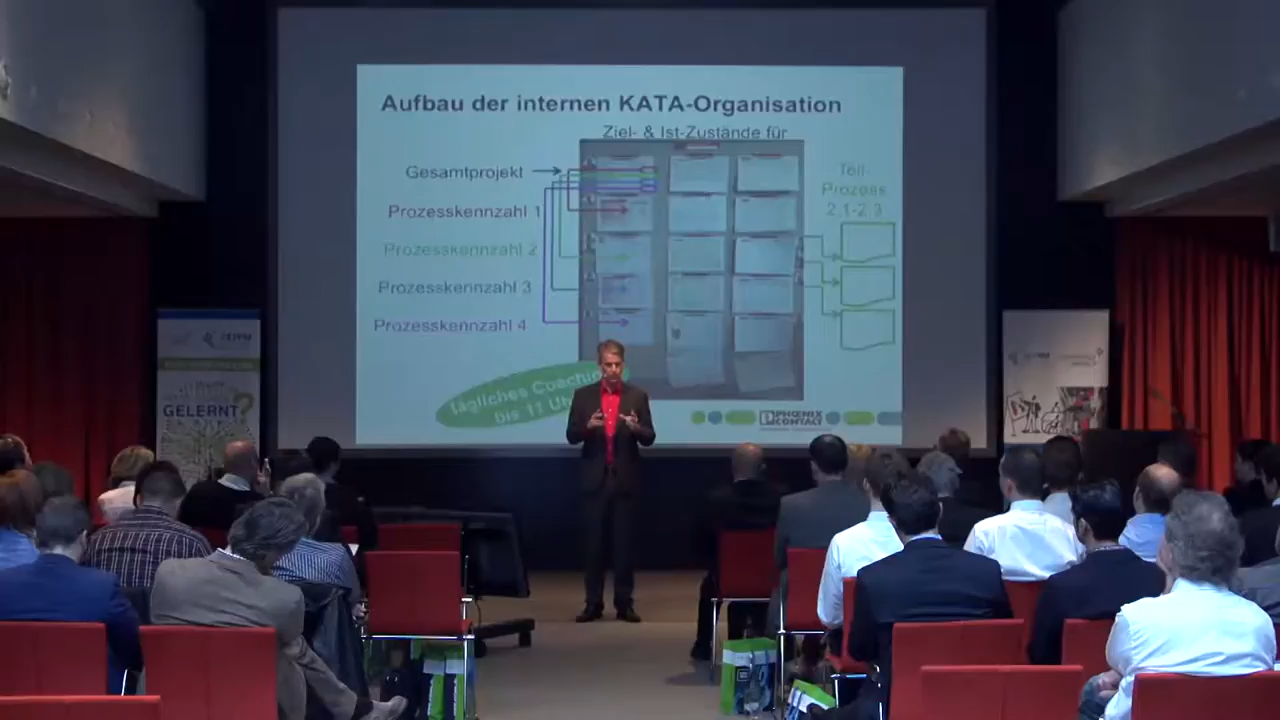 Aufbau der internen KATA-Organisation
Ziel- & Ist-Zustände für
Gesamtprojekt
Prozesskennzahl 1
Prozesskennzahl 2
Prozesskennzahl 3
Prozesskennzahl 4
Teil-
Prozess
2.1-2.3
tägliches Coaching
bis 11 Uhr
PHŒNIX
CONTACT
GELERNT?